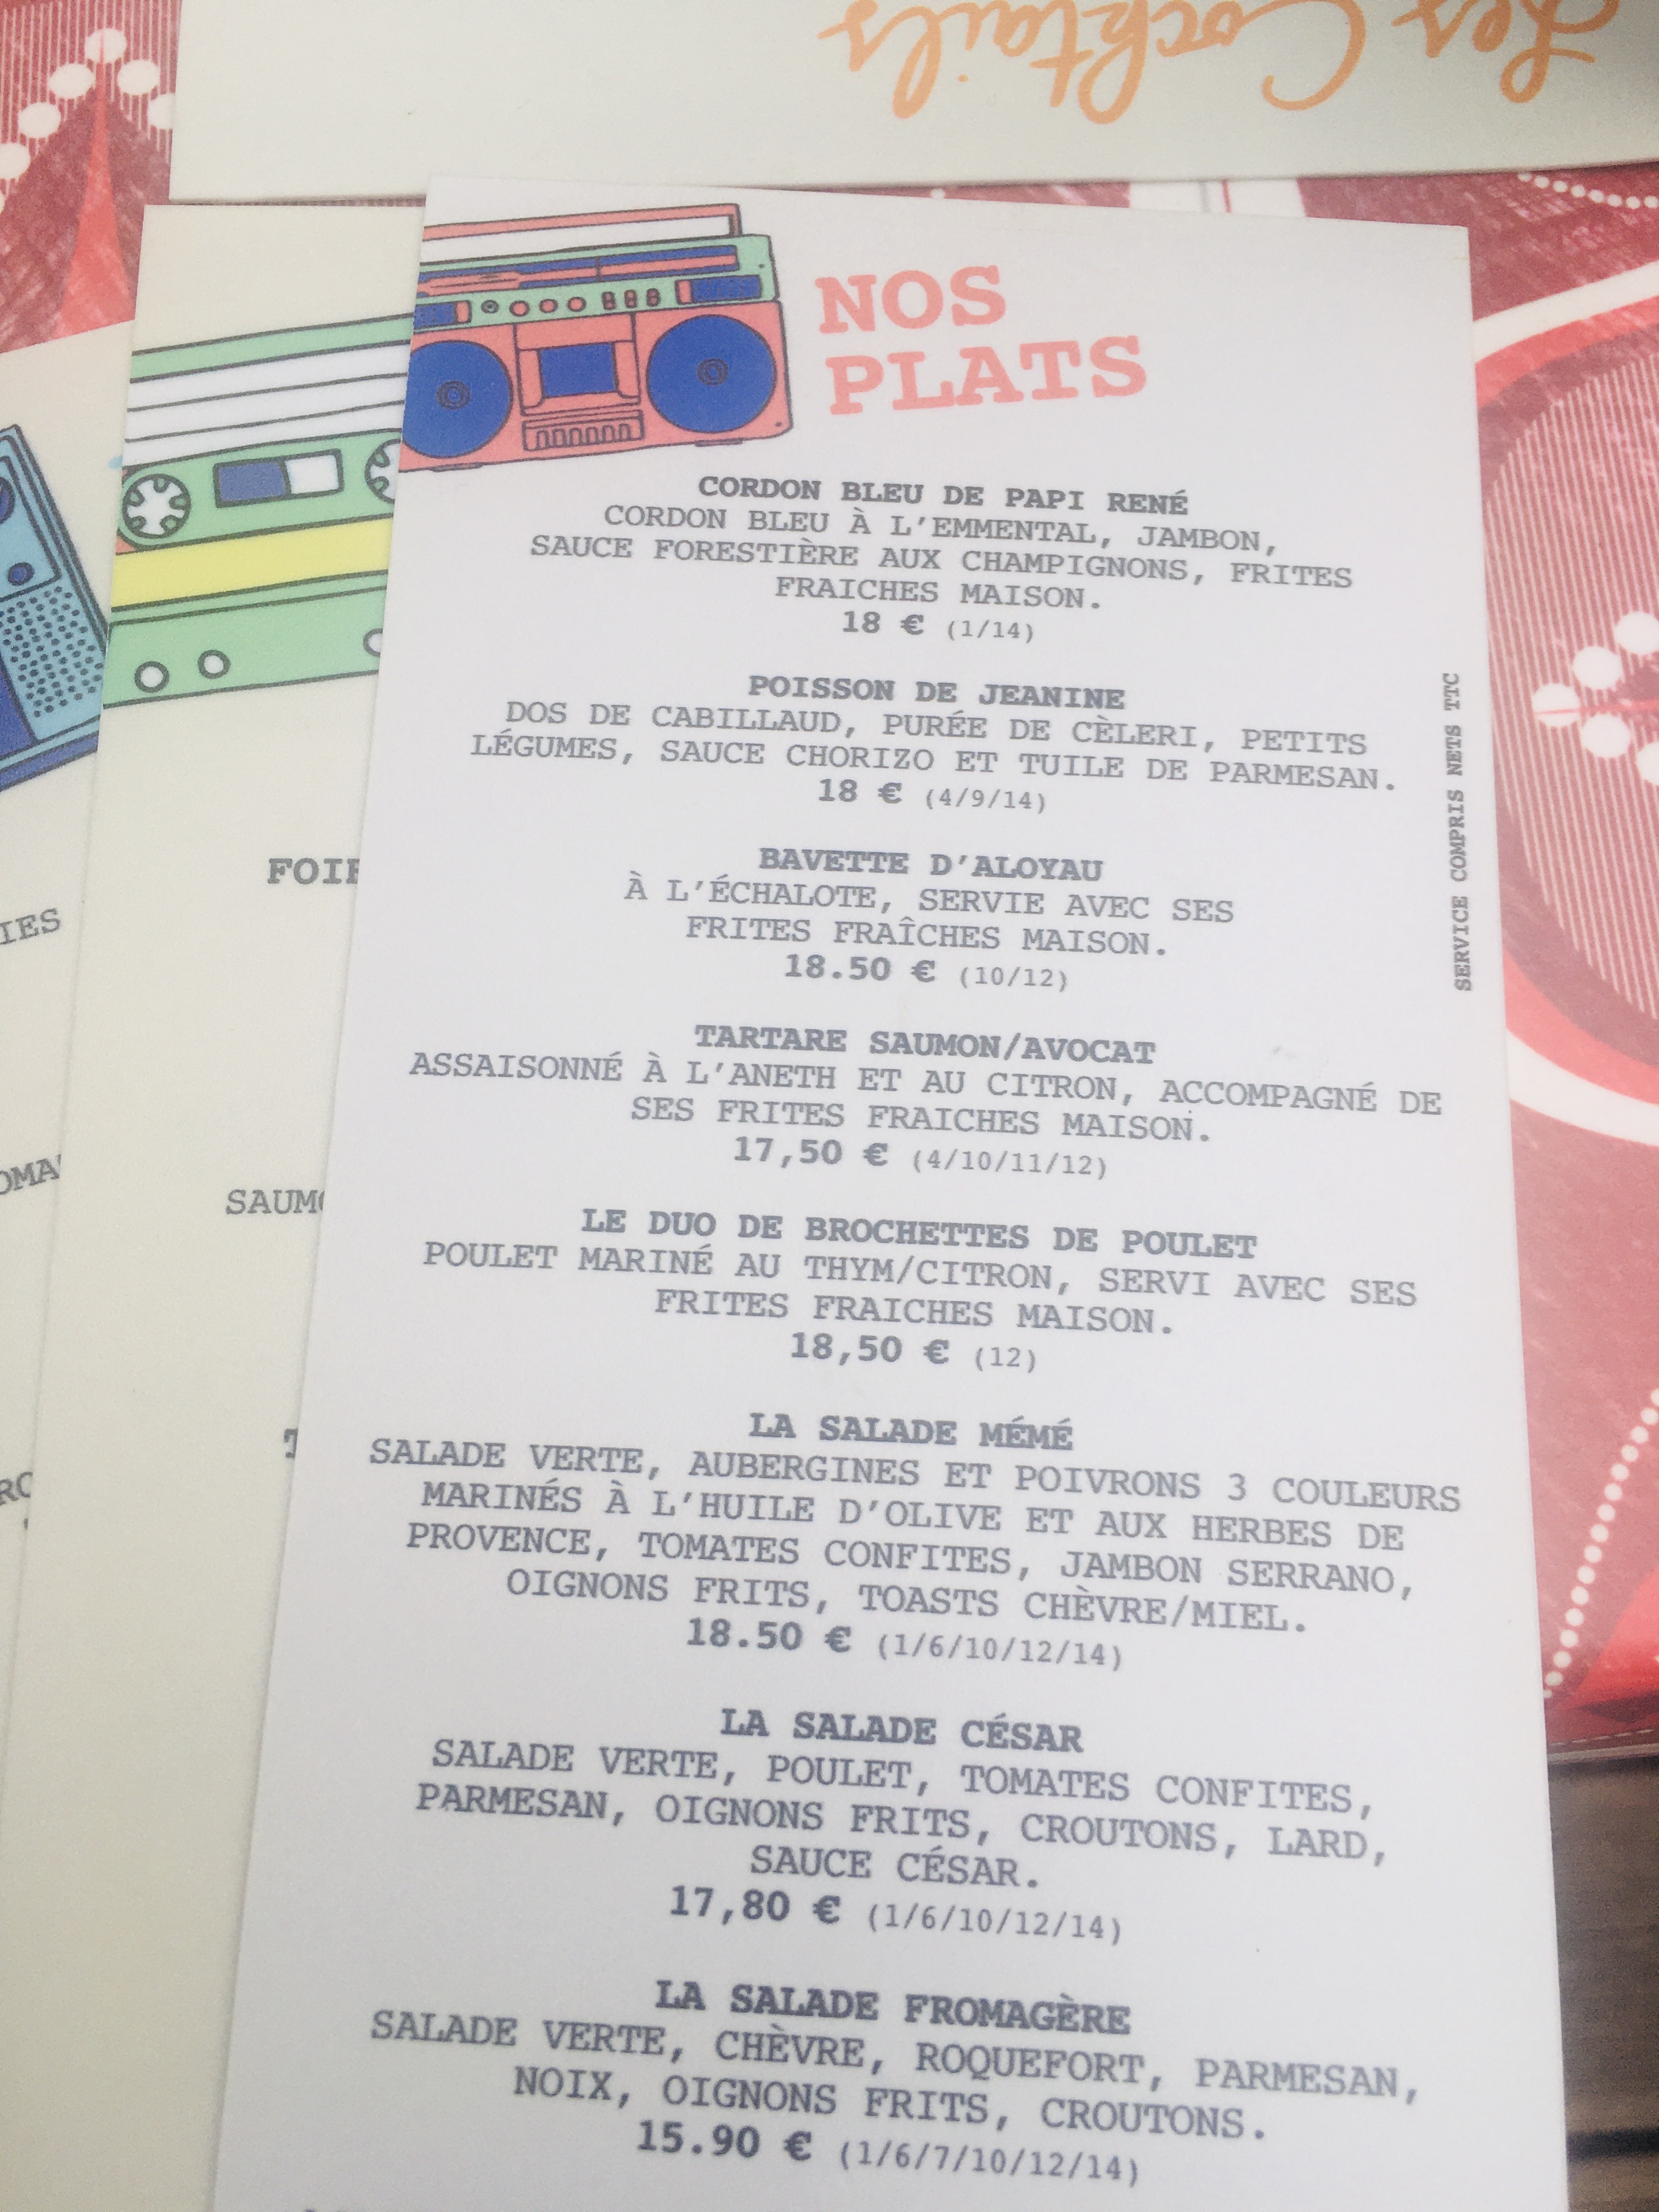 Les Cocktails
NOS
PLATS
CORDON BLEU DE PAPI RENÉ
CORDON BLEU À L'EMMENTAL, JAMBON,
SAUCE FORESTIÈRE AUX CHAMPIGNONS, FRITES
FRAICHES MAISON.
18 € (1/14)
POISSON DE JEANINE
DOS DE CABILLAUD, PURÉE DE CÈLERI, PETITS
LÉGUMES, SAUCE CHORIZO ET TUILE DE PARMESAN.
18 € (4/9/14)
BAVETTE D'ALOYAU
À L'ÉCHALOTE, SERVIE AVEC SES
FRITES FRAÎCHES MAISON.
18.50 € (10/12)
TARTARE SAUMON/AVOCAT
ASSAISONNÉ À L'ANETH ET AU CITRON, ACCOMPAGNÉ DE
SES FRITES FRAICHES MAISON.
17,50 € (4/10/11/12)
LE DUO DE BROCHETTES DE POULET
POULET MARINÉ AU THYM/CITRON, SERVI AVEC SES
FRITES FRAICHES MAISON.
18,50 € (12)
LA SALADE MÉMÉ
SALADE VERTE, AUBERGINES ET POIVRONS 3 COULEURS
MARINÉS À L'HUILE D'OLIVE ET AUX HERBES DE
PROVENCE, TOMATES CONFITES, JAMBON SERRANO,
OIGNONS FRITS, TOASTS CHÈVRE/MIEL.
18.50 € (1/6/10/12/14)
LA SALADE CÉSAR
SALADE VERTE, POULET, TOMATES CONFITES,
PARMESAN, OIGNONS FRITS, CROUTONS, LARD,
SAUCE CÉSAR.
17,80 € (1/6/10/12/14)
LA SALADE FROMAGÈRE
SALADE VERTE, CHÈVRE, ROQUEFORT, PARMESAN,
NOIX, OIGNONS FRITS, CROUTONS.
15.90 € (1/6/7/10/12/14)
SERVICE COMPRIS NETS TTC